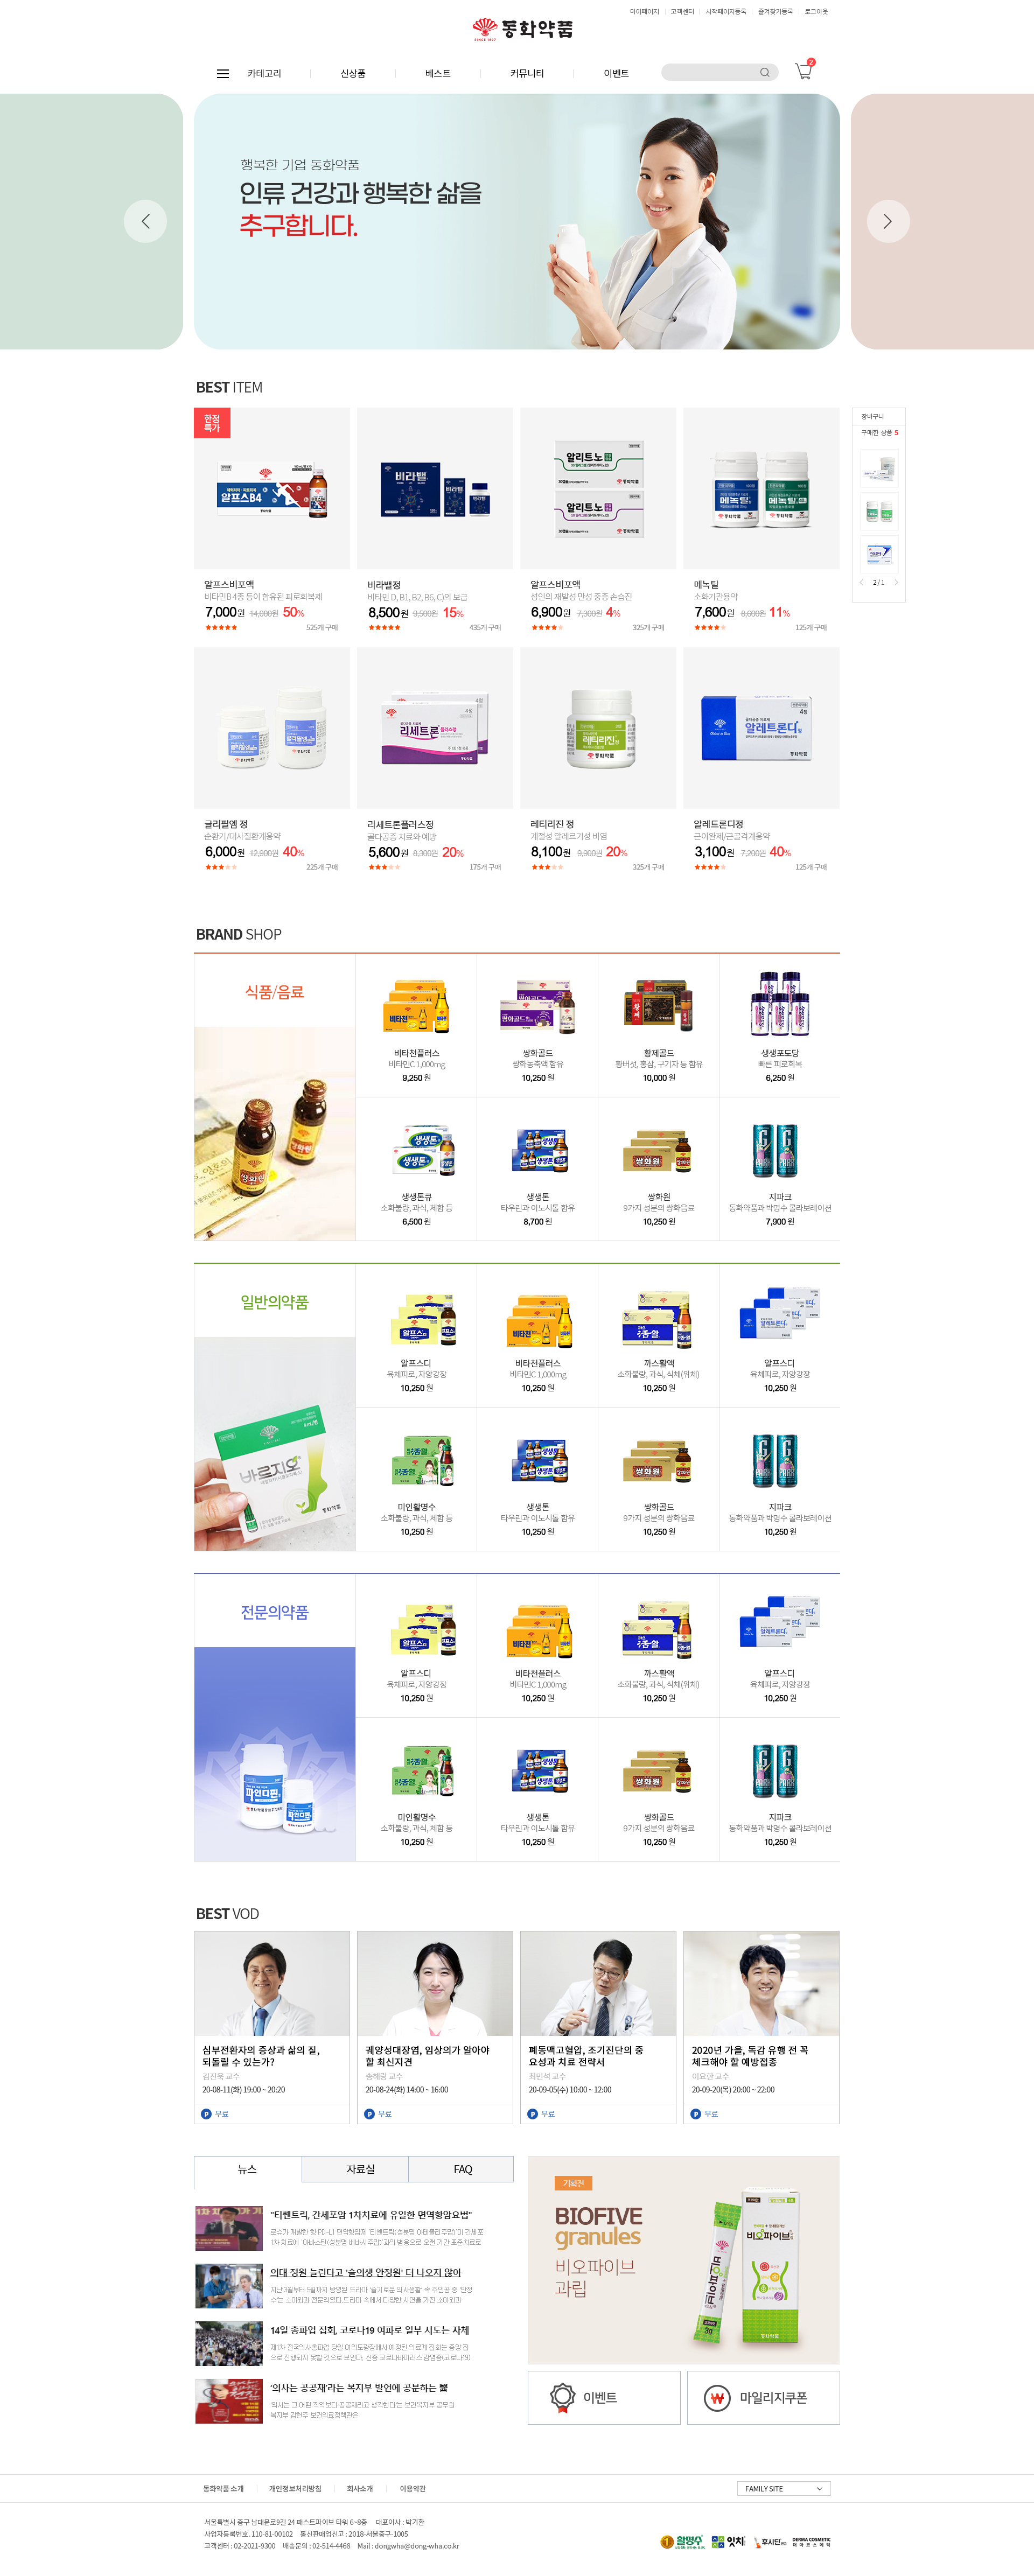 마이페이지 고객센터 시작페이지등록 즐겨찾기등록 로그아웃
동화약품
카테고리 신상품 베스트 커뮤니티 이벤트 2
행복한 기업 동화약품
인류 건강과 행복한 삶을
추구합니다.
BEST ITEM
한정
특가
장바구니
구매한 상품 5
2 / 1
알프스비포액 비라밸정 알프스비포액 메녹틸
비타민B 4종 등이 함유된 피로회복제 비타민 D, B1, B2, B6, C)의 보급 성인의 재발성 만성 중증 손습진 소화기관용약
7,000원 14,000원 50% 8,500원 9,500원 15% 6,900원 7,300원 4% 7,600원 8,600원 11%
525개 구매 435개 구매 325개 구매 125개 구매
글리필엠 정 리세트론플러스정 레티리진 정 알레트론디정
순환기/대사질환계용약 골다공증 치료와 예방 계절성 알레르기성 비염 근이완제/근골격계용약
6,000원 12,000원 40% 5,600원 8,300원 20% 8,100원 9,900원 20% 3,100원 7,200원 40%
225개 구매 175개 구매 325개 구매 125개 구매
BRAND SHOP
식품/음료
비타천플러스 쌍화골드 황제골드 생생포도당
비타민C 1,000mg 쌍화농축액 함유 황버섯, 홍삼, 구기자 등 함유 빠른 피로회복
9,250 원 10,250 원 10,000 원 6,250 원
생생톤큐 생생톤 쌍화원 지파크
소화불량, 과식, 체함 등 타우린과 이노시톨 함유 9가지 성분의 쌍화음료 동화약품과 박명수 콜라보레이션
6,500 원 8,700 원 10,250 원 7,900 원
일반의약품
알프스디 비타천플러스 까스활액 알프스디
육체피로, 자양강장 비타민C 1,000mg 소화불량, 과식, 식체(위체) 육체피로, 자양강장
10,250 원 10,250 원 10,250 원 10,250 원
미인활명수 생생톤 쌍화골드 지파크
소화불량, 과식, 체함 등 타우린과 이노시톨 함유 9가지 성분의 쌍화음료 동화약품과 박명수 콜라보레이션
10,250 원 10,250 원 10,250 원 10,250 원
전문의약품
알프스디 비타천플러스 까스활액 알프스디
육체피로, 자양강장 비타민C 1,000mg 소화불량, 과식, 식체(위체) 육체피로, 자양강장
10,250 원 10,250 원 10,250 원 10,250 원
미인활명수 생생톤 쌍화골드 지파크
소화불량, 과식, 체함 등 타우린과 이노시톨 함유 9가지 성분의 쌍화음료 동화약품과 박명수 콜라보레이션
10,250 원 10,250 원 10,250 원 10,250 원
BEST VOD
심부전환자의 증상과 삶의 질,
되돌릴 수 있는가?
김진욱 교수
20-08-11(화) 19:00 ~ 20:20
P 무료
궤양성대장염, 임상의가 알아야
할 최신지견
송해람 교수
20-08-24(화) 14:00 ~ 16:00
P 무료
폐동맥고혈압, 조기진단의 중
요성과 치료 전략서
최민석 교수
20-09-05(수) 10:00 ~ 12:00
P 무료
2020년 가을, 독감 유행 전 꼭
체크해야 할 예방접종
이요한 교수
20-09-20(목) 20:00 ~ 22:00
P 무료
뉴스 자료실 FAQ
"티쎈트릭, 간세포암 1차치료에 유일한 면역항암요법"
의대 정원 늘린다고 '슬의생 안정원' 더 나오지 않아
14일 총파업 집회, 코로나19 여파로 일부 시도는 자체
'의사는 공공재'라는 복지부 발언에 공분하는 醫
기획전
BIOFIVE
granules
비오파이브
과립
이벤트 마일리지쿠폰
동화약품 소개 개인정보처리방침 회사소개 이용약관 FAMILY SITE
서울특별시 중구 남대문로9길 24 패스트파이브 타워 6~8층 대표이사 : 박기환
사업자등록번호. 110-81-00102 통신판매업신고 : 2018-서울중구-1005
고객센터 : 02-2021-9300 배송문의 : 02-514-4468 Mail : dongwha@dong-wha.co.kr
활명수 잇치 후시딘 DERMA COSMETIC
더마코스메틱